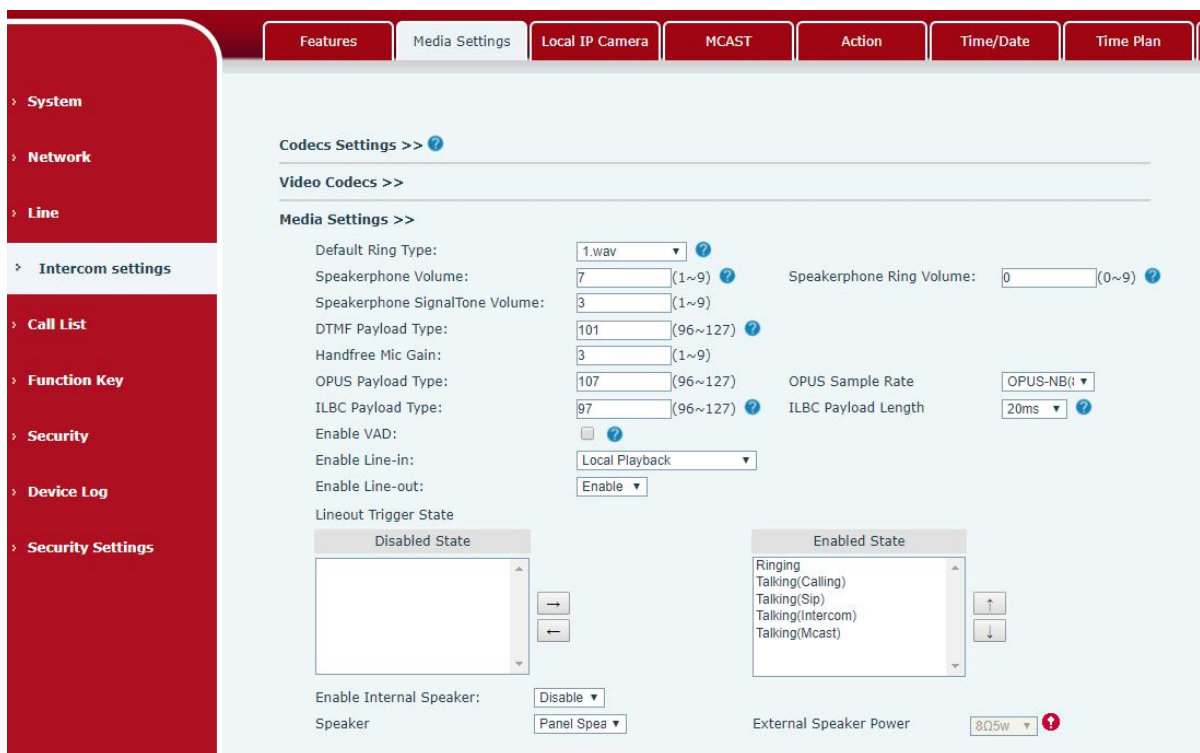 Features Media Settings Local IP Camera MCAST Action Time/Date Time Plan
› System
› Network
› Line
› Intercom settings
› Call List
› Function Key
› Security
› Device Log
› Security Settings
Codecs Settings >> ?
Video Codecs >>
Media Settings >>
Default Ring Type: 1.wav ▼ ?
Speakerphone Volume: 7 (1~9) ? Speakerphone Ring Volume: 0 (0~9) ?
Speakerphone SignalTone Volume: 3 (1~9)
DTMF Payload Type: 101 (96~127) ?
Handfree Mic Gain: 3 (1~9)
OPUS Payload Type: 107 (96~127) OPUS Sample Rate OPUS-NB( ▼
ILBC Payload Type: 97 (96~127) ? ILBC Payload Length 20ms ▼ ?
Enable VAD: ?
Enable Line-in: Local Playback ▼
Enable Line-out: Enable ▼
Lineout Trigger State
Disabled State Enabled State
Ringing
Talking(Calling)
Talking(Sip)
→ Talking(Intercom) ↑
← Talking(Mcast) ↓
Enable Internal Speaker: Disable ▼
Speaker Panel Spea ▼ External Speaker Power 8Ω5w ▼